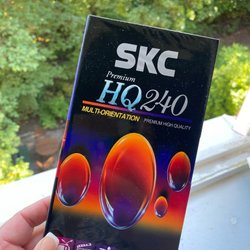 SKC
Premium
HQ240
MULTI-ORIENTATION PREMIUM HIGH QUALITY